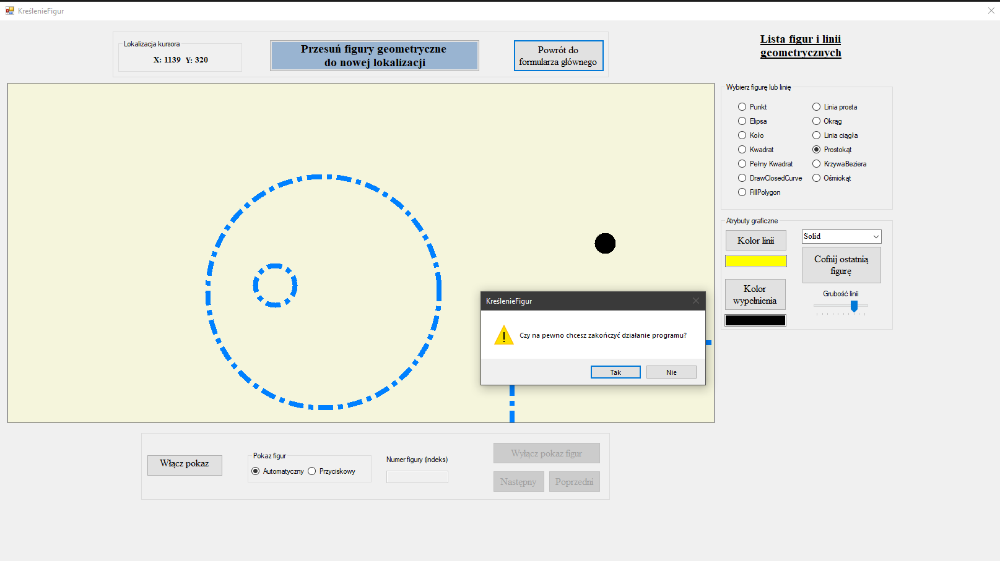 KreślenieFigur
Lokalizacja kursora
X: 1139 Y: 320
Przesuń figury geometryczne
do nowej lokalizacji
Powrót do
formularza głównego
Lista figur i linii
geometrycznych
Wybierz figurę lub linię
Punkt
Linia prosta
Elipsa
Okrąg
Koło
Linia ciągła
Kwadrat
Prostokąt
Pełny Kwadrat
KrzywaBeziera
DrawClosedCurve
Ośmiokąt
FillPolygon
Atrybuty graficzne
Kolor linii
Solid
Cofnij ostatnią
figurę
Kolor
wypełnienia
Grubość linii
KreślenieFigur
Czy na pewno chcesz zakończyć działanie programu?
Tak
Nie
Włącz pokaz
Pokaz figur
Automatyczny
Przyciskowy
Numer figury (indeks)
Wyłącz pokaz figur
Następny
Poprzedni